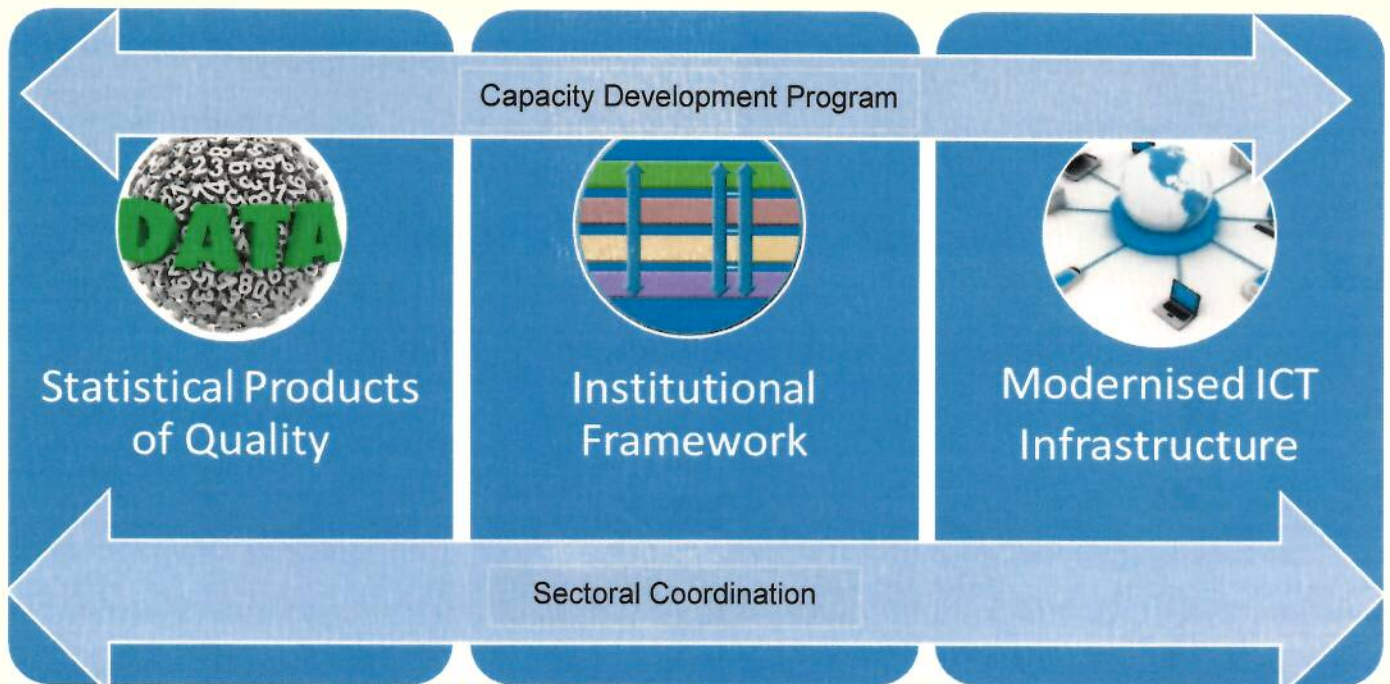 Capacity Development Program
DATA
Statistical Products
of Quality
Institutional
Framework
Modernised ICT
Infrastructure
Sectoral Coordination